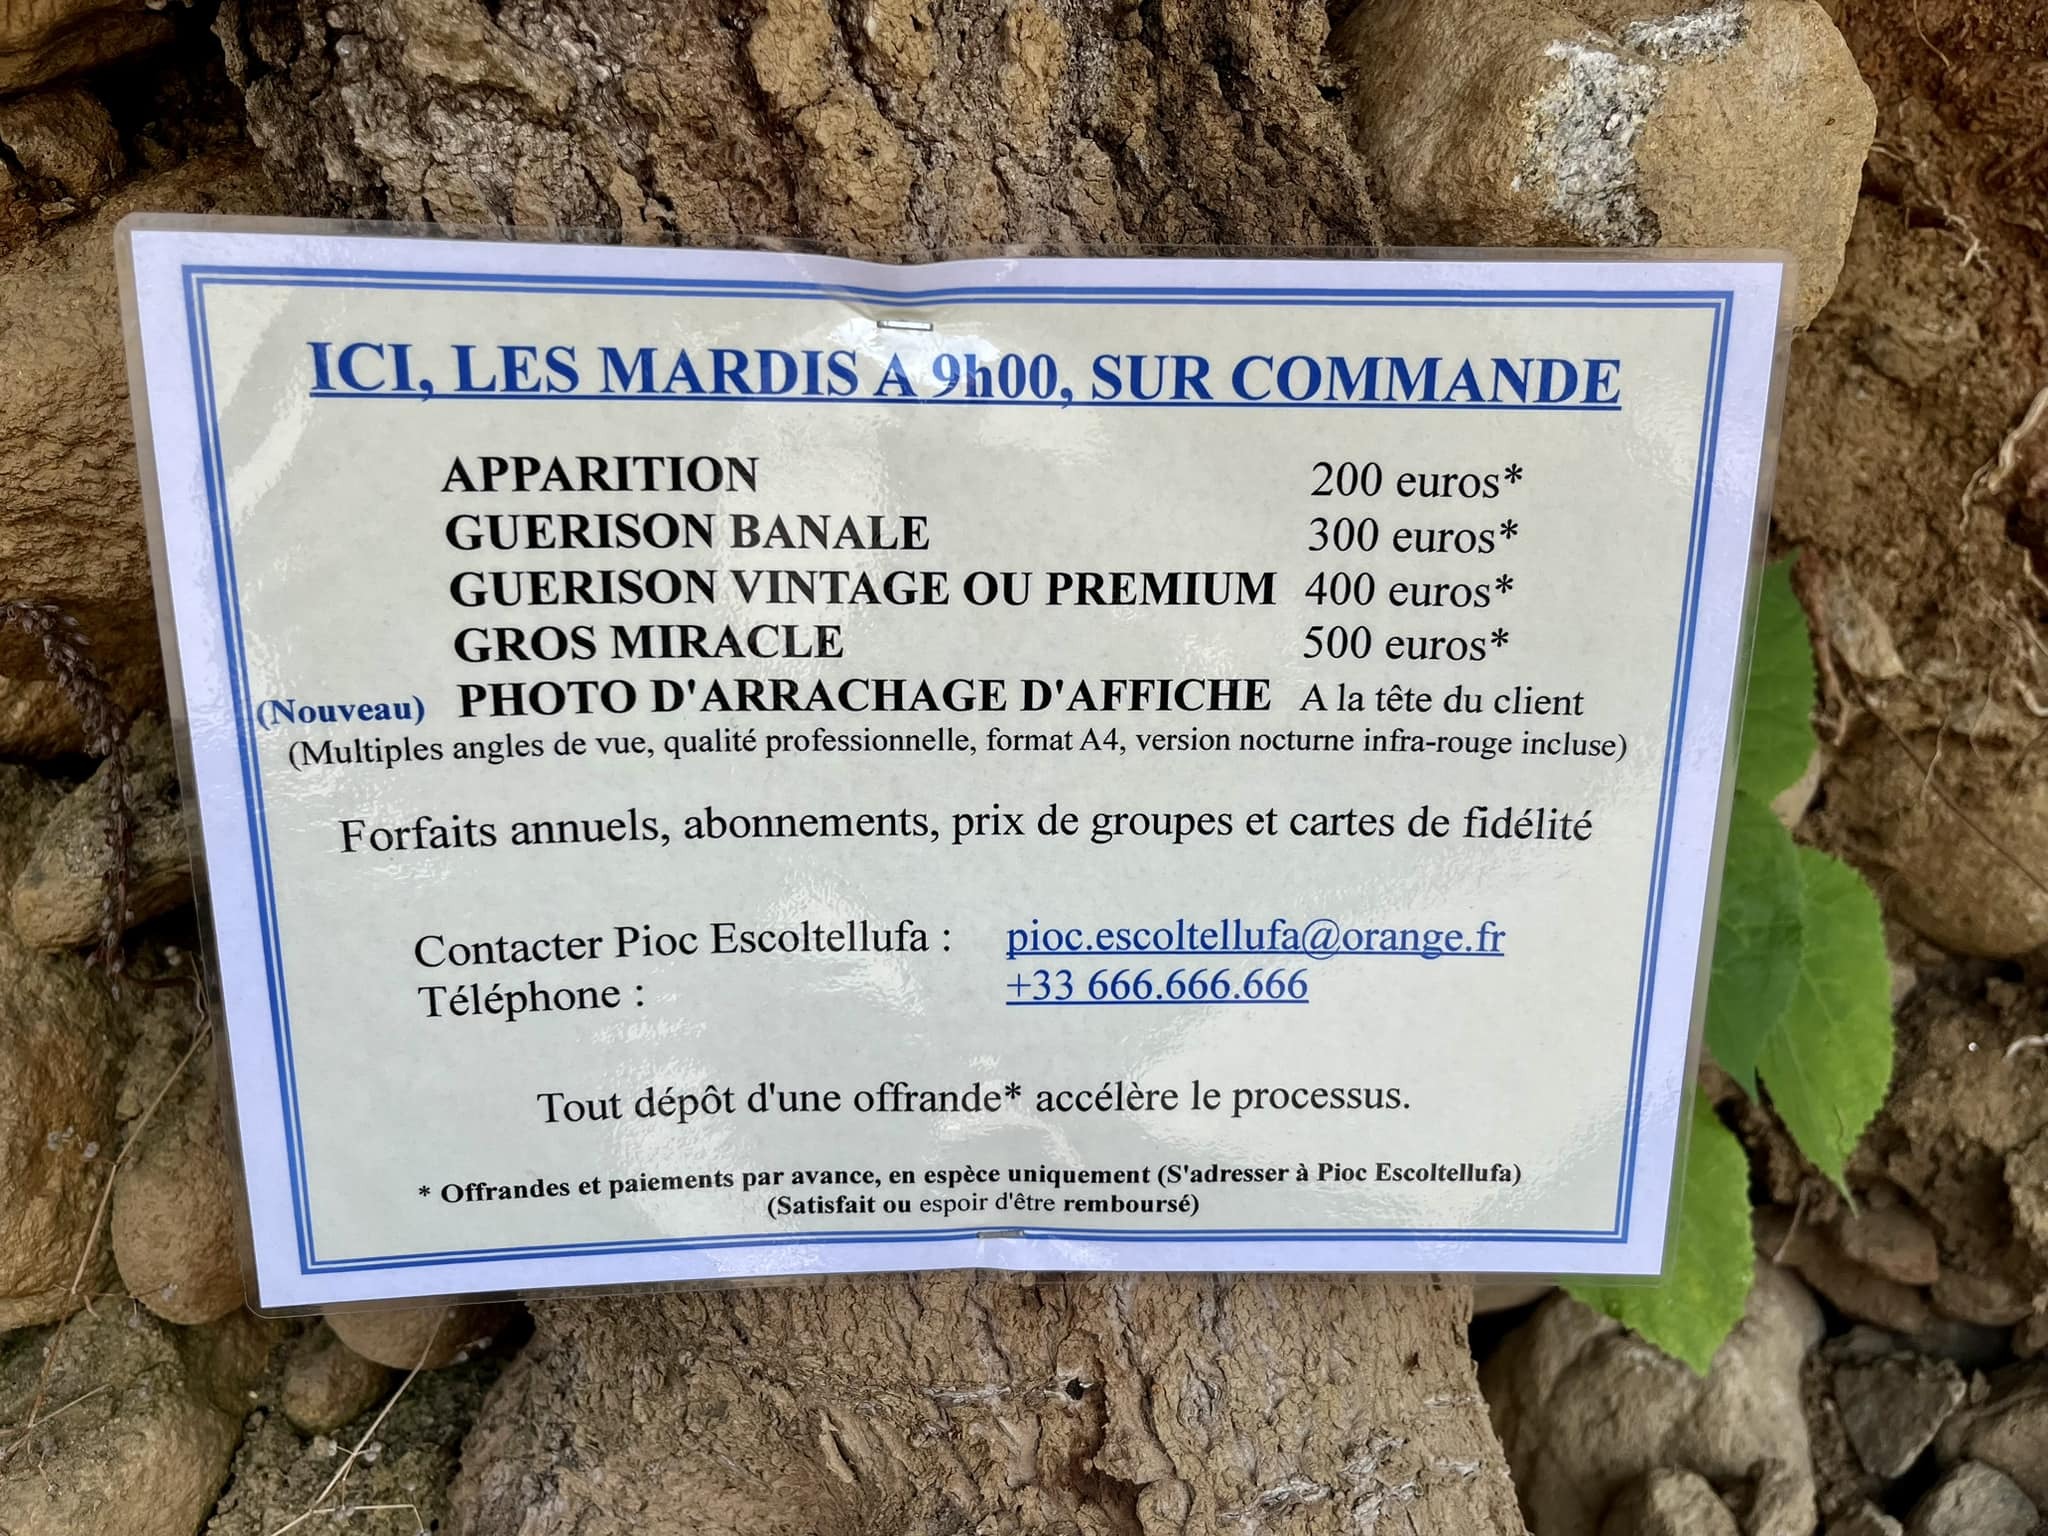 ICI, LES MARDIS A 9h00, SUR COMMANDE
APPARITION 200 euros*
GUERISON BANALE 300 euros*
GUERISON VINTAGE OU PREMIUM 400 euros*
GROS MIRACLE 500 euros*
(Nouveau) PHOTO D'ARRACHAGE D'AFFICHE A la tête du client
(Multiples angles de vue, qualité professionnelle, format A4, version nocturne infra-rouge incluse)
Forfaits annuels, abonnements, prix de groupes et cartes de fidélité
Contacter Pioc Escoltellufa : pioc.escoltellufa@orange.fr
Téléphone : +33 666.666.666
Tout dépôt d'une offrande* accélère le processus.
* Offrandes et paiements par avance, en espèce uniquement (S'adresser à Pioc Escoltellufa)
(Satisfait ou espoir d'être remboursé)